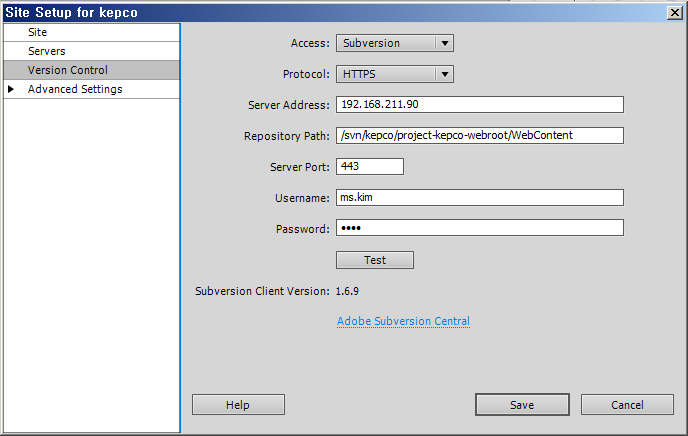 Site Setup for kepco
Site
Servers
Version Control
Advanced Settings
Access: Subversion
Protocol: HTTPS
Server Address: 192.168.211.90
Repository Path: /svn/kepco/project-kepco-webroot/WebContent
Server Port: 443
Username: ms.kim
Password: ••••
Test
Subversion Client Version: 1.6.9
Adobe Subversion Central
Help Save Cancel